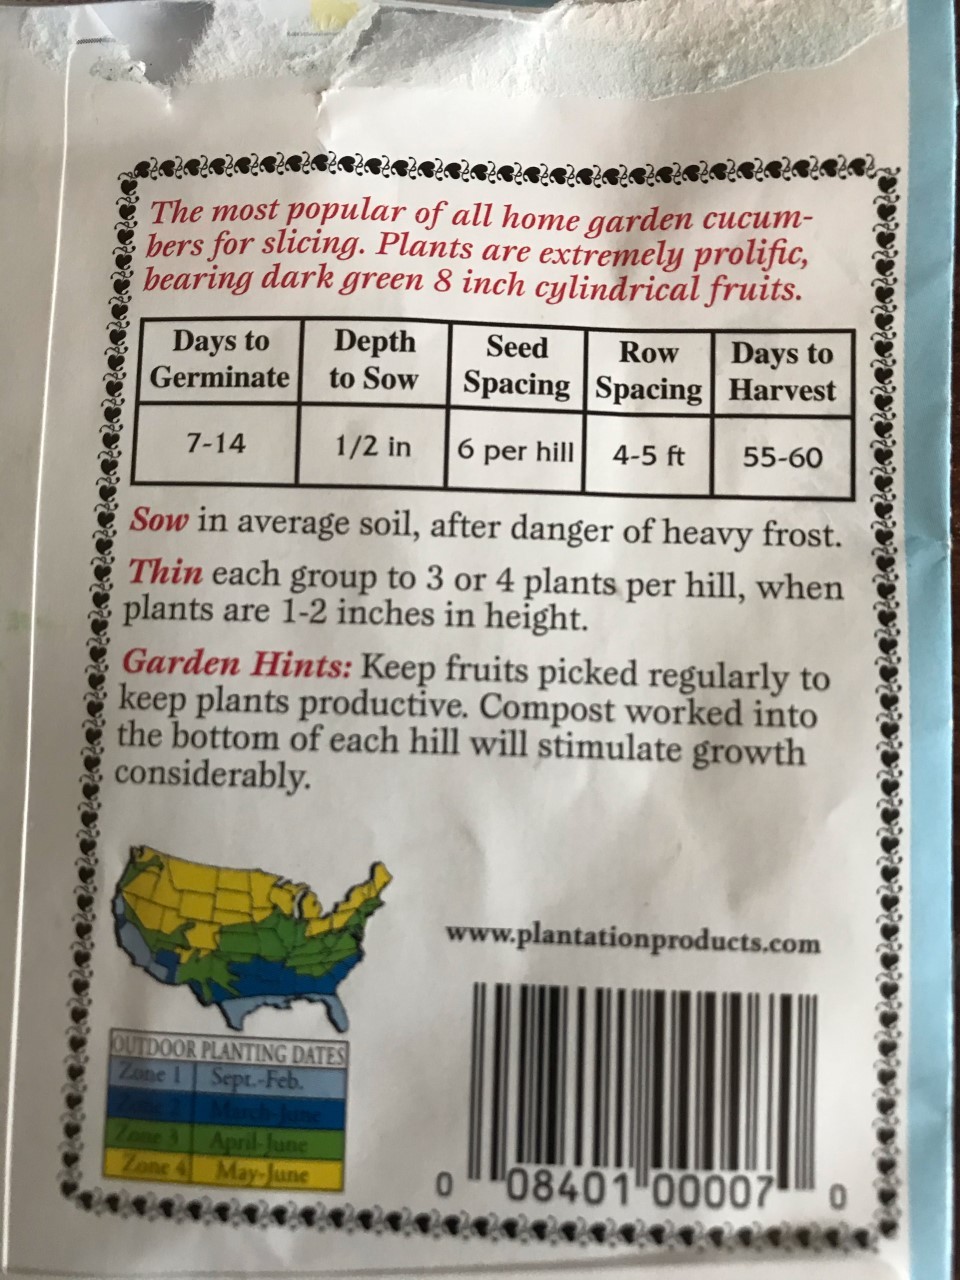 The most popular of all home garden cucum-
bers for slicing. Plants are extremely prolific,
bearing dark green 8 inch cylindrical fruits.
Days to Germinate
Depth to Sow
Seed Spacing
Row Spacing
Days to Harvest
7-14
1/2 in
6 per hill
4-5 ft
55-60
Sow in average soil, after danger of heavy frost.
Thin each group to 3 or 4 plants per hill, when
plants are 1-2 inches in height.
Garden Hints: Keep fruits picked regularly to
keep plants productive. Compost worked into
the bottom of each hill will stimulate growth
considerably.
www.plantationproducts.com
OUTDOOR PLANTING DATES
Zone 1 Sept.-Feb.
Zone 2 March-June
Zone 3 April-June
Zone 4 May-June
0 08401 00007 0